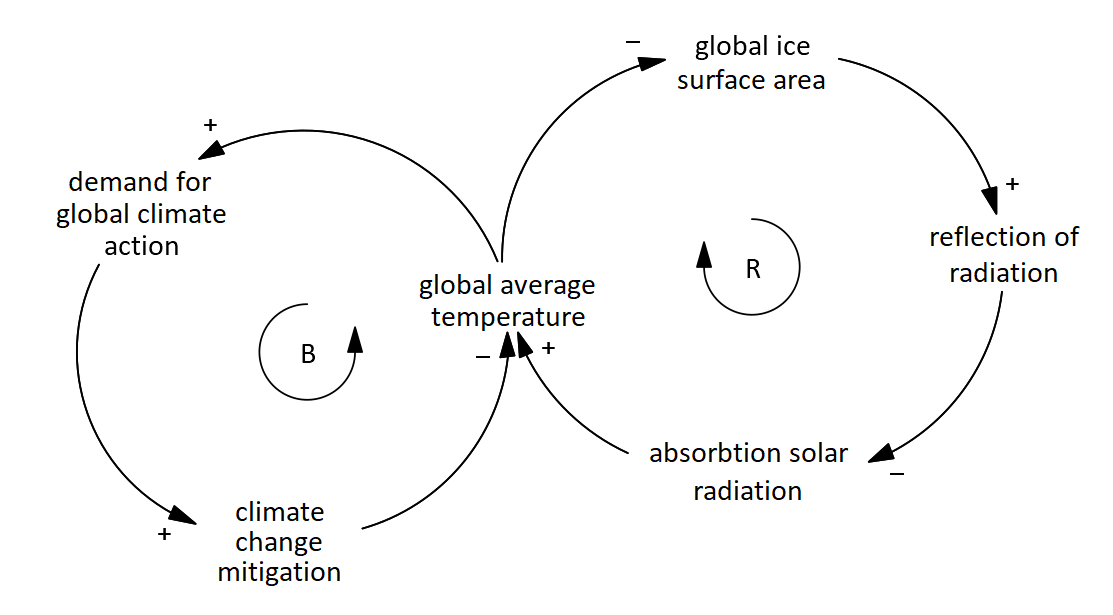 –
global ice
surface area
+
demand for
global climate
action
+
reflection of
radiation
R
global average
temperature
B
–
+
absorbtion solar
radiation
–
climate
change
mitigation
+